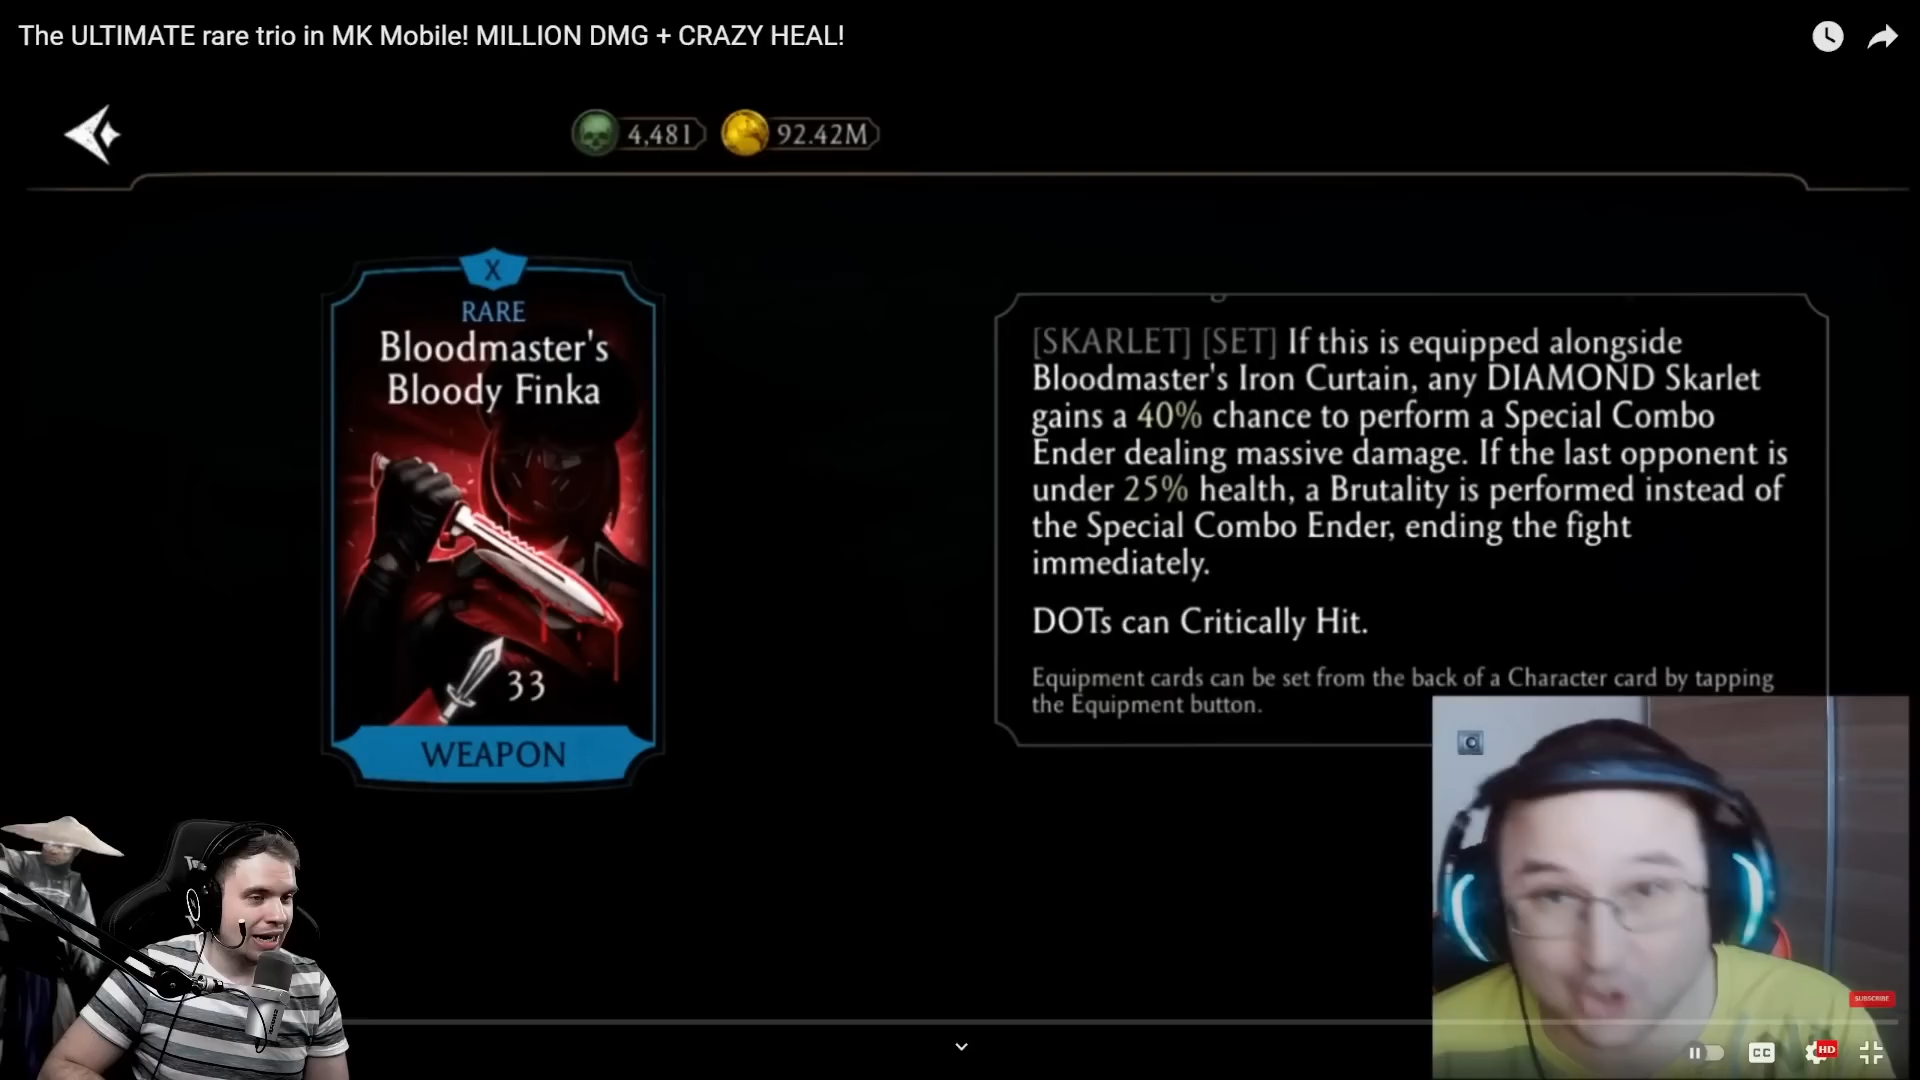 The ULTIMATE rare trio in MK Mobile! MILLION DMG + CRAZY HEAL!
4,481
92.42M
X
RARE
Bloodmaster's
Bloody Finka
33
WEAPON
[SKARLET] [SET] If this is equipped alongside
Bloodmaster's Iron Curtain, any DIAMOND Skarlet
gains a 40% chance to perform a Special Combo
Ender dealing massive damage. If the last opponent is
under 25% health, a Brutality is performed instead of
the Special Combo Ender, ending the fight
immediately.
DOTs can Critically Hit.
Equipment cards can be set from the back of a Character card by tapping
the Equipment button.
SUBSCRIBE
CC
HD